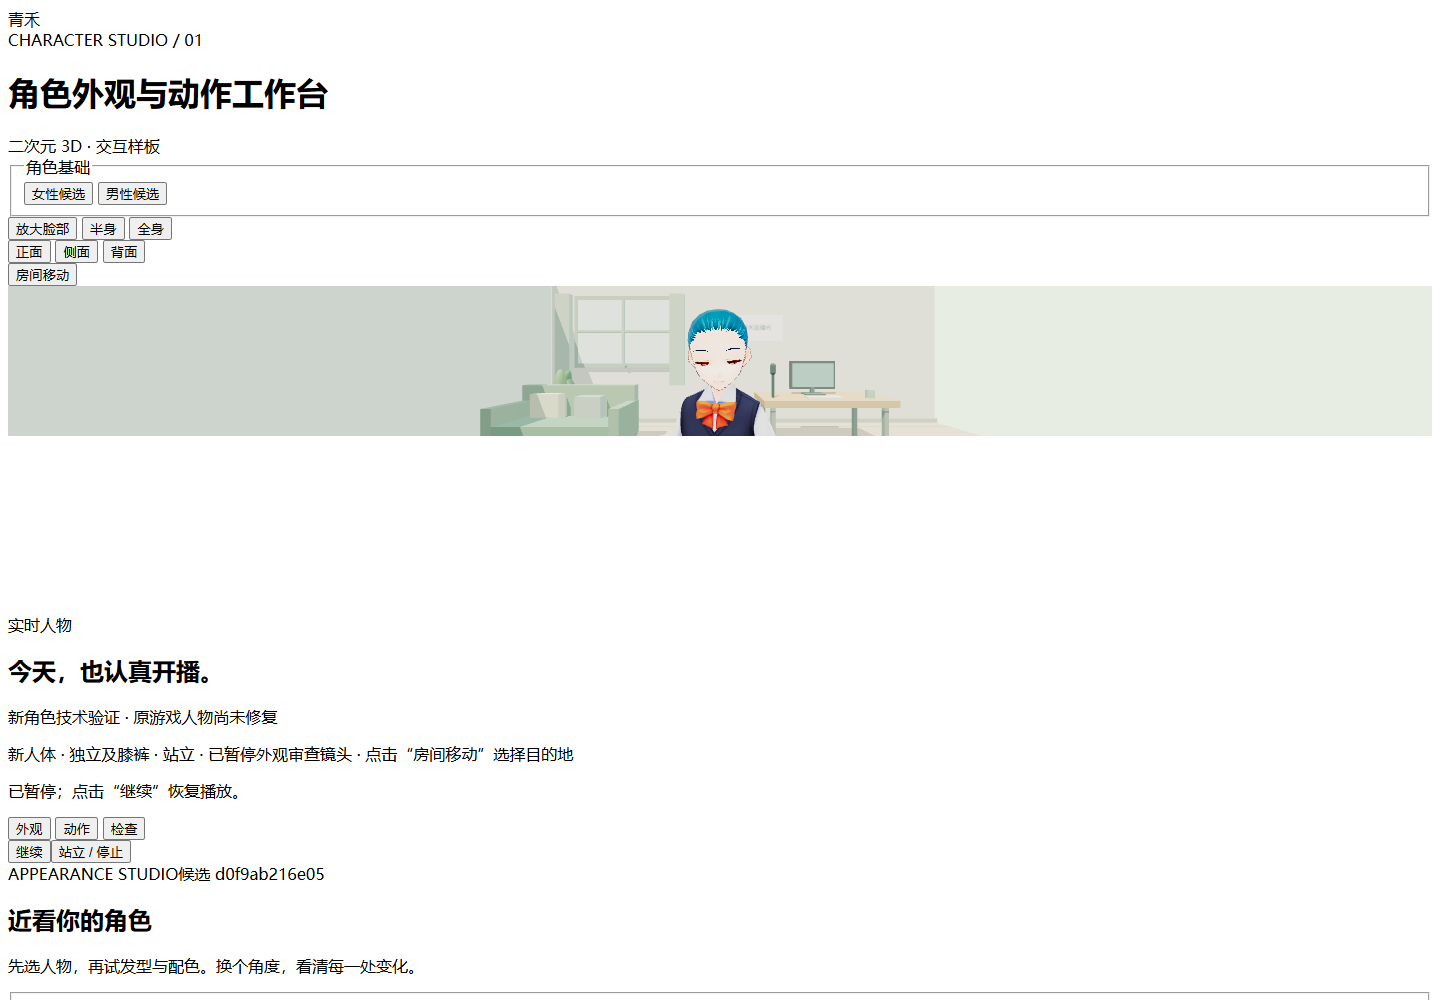 青禾
CHARACTER STUDIO / 01
角色外观与动作工作台
二次元 3D · 交互样板
角色基础
女性候选 男性候选
放大脸部 半身 全身
正面 侧面 背面
房间移动
实时人物
今天，也认真开播。
新角色技术验证 · 原游戏人物尚未修复
新人体 · 独立及膝裤 · 站立 · 已暂停外观审查镜头 · 点击“房间移动”选择目的地
已暂停；点击“继续”恢复播放。
外观 动作 检查
继续 站立 / 停止
APPEARANCE STUDIO候选 d0f9ab216e05
近看你的角色
先选人物，再试发型与配色。换个角度，看清每一处变化。